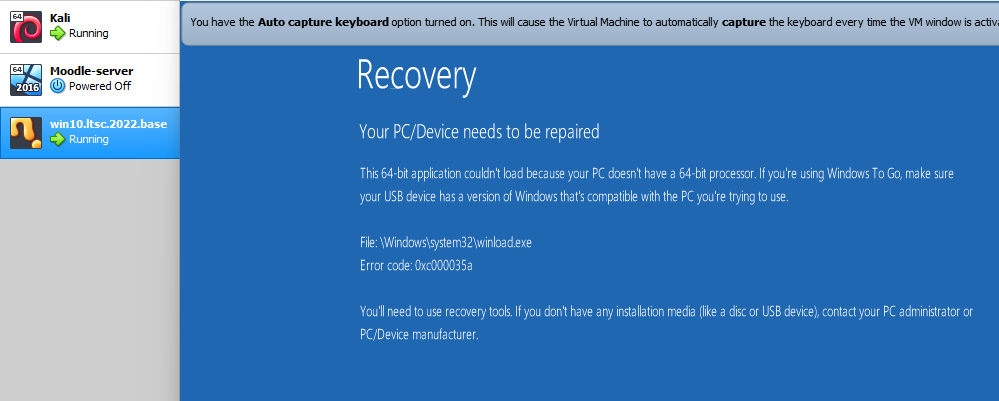 64
Kali
Running
64
2016
Moodle-server
Powered Off
win10.ltsc.2022.base
Running
You have the Auto capture keyboard option turned on. This will cause the Virtual Machine to automatically capture the keyboard every time the VM window is activa
Recovery
Your PC/Device needs to be repaired
This 64-bit application couldn't load because your PC doesn't have a 64-bit processor. If you're using Windows To Go, make sure
your USB device has a version of Windows that's compatible with the PC you're trying to use.
File: \Windows\system32\winload.exe
Error code: 0xc000035a
You'll need to use recovery tools. If you don't have any installation media (like a disc or USB device), contact your PC administrator or
PC/Device manufacturer.